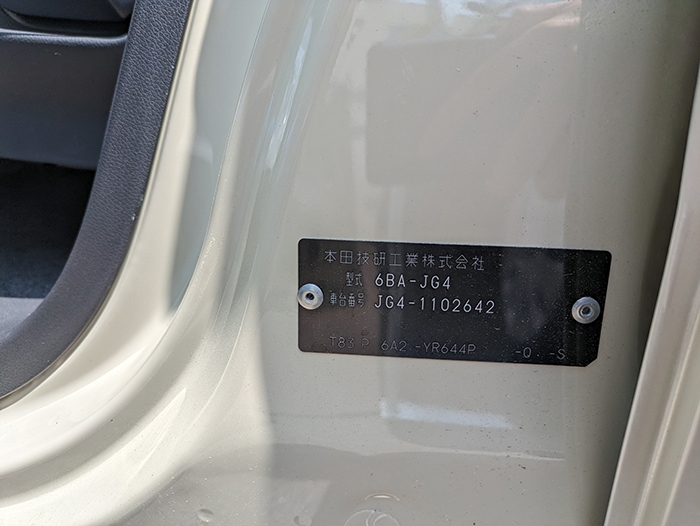 本田技研工業株式会社
型式 6BA-JG4
車台番号 JG4-1102642
T83 P 6A2 -YR644P -0 -S